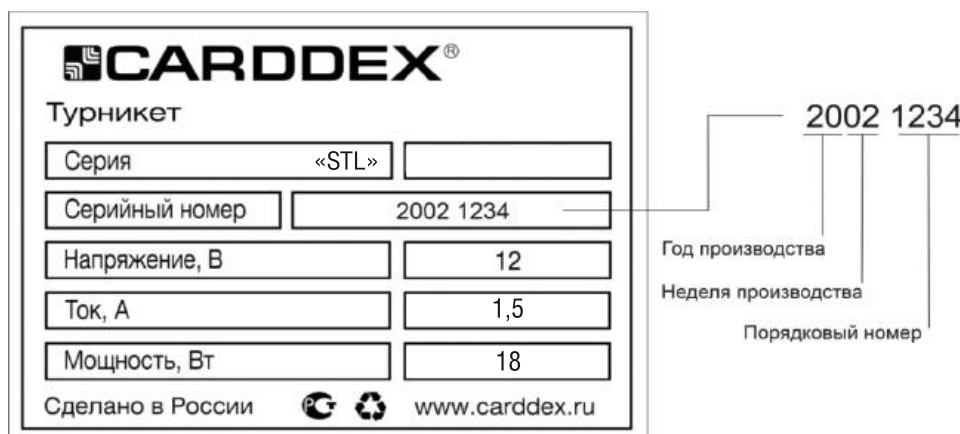 CARDDEX®
Турникет
Серия «STL»
Серийный номер 2002 1234
Напряжение, В 12
Ток, А 1,5
Мощность, Вт 18
Сделано в России РСТ www.carddex.ru
2002 1234
Год производства
Неделя производства
Порядковый номер